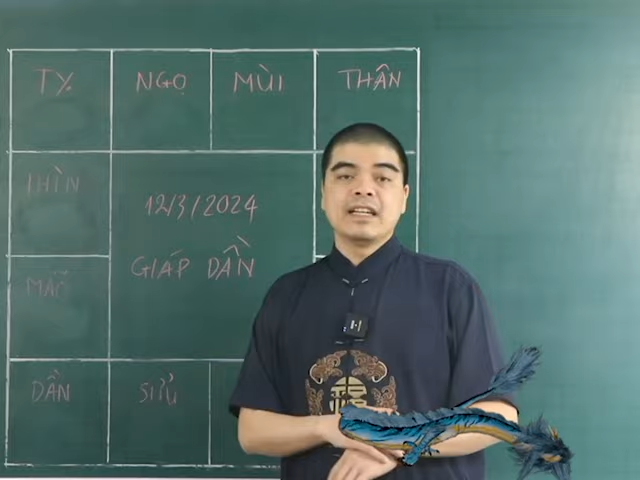 TỴ NGỌ MÙI THÂN
THÌN
12/3/2024
GIÁP DẦN
MÃO
DẦN SỬU